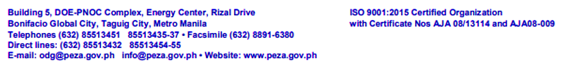 Building 5, DOE-PNOC Complex, Energy Center, Rizal Drive
Bonifacio Global City, Taguig City, Metro Manila
Telephones (632) 85513451 85513435-37 • Facsimile (632) 8891-6380
Direct lines: (632) 85513432 85513454-55
E-mail: odg@peza.gov.ph info@peza.gov.ph • Website: www.peza.gov.ph
ISO 9001:2015 Certified Organization
with Certificate Nos AJA 08/13114 and AJA08-009